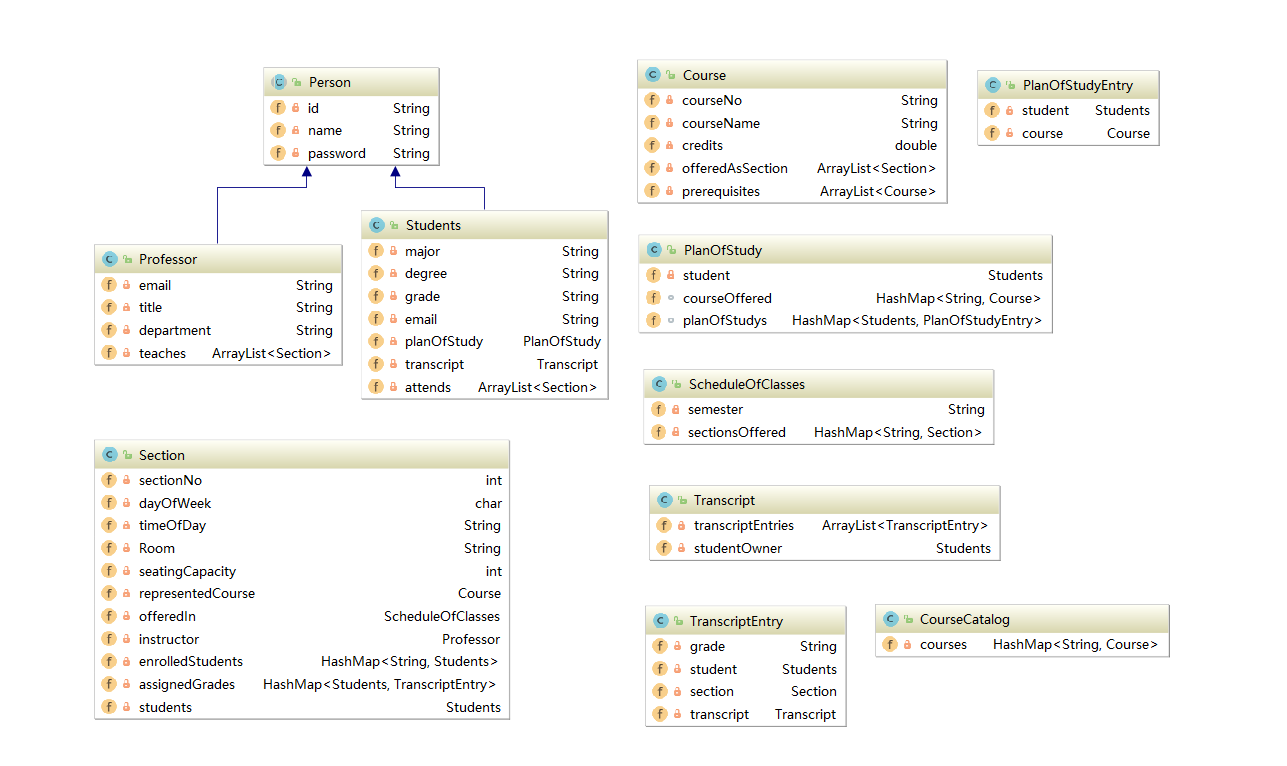 Person
id String
name String
password String
Professor
email String
title String
department String
teaches ArrayList<Section>
Students
major String
degree String
grade String
email String
planOfStudy PlanOfStudy
transcript Transcript
attends ArrayList<Section>
Section
sectionNo int
dayOfWeek char
timeOfDay String
Room String
seatingCapacity int
representedCourse Course
offeredIn ScheduleOfClasses
instructor Professor
enrolledStudents HashMap<String, Students>
assignedGrades HashMap<Students, TranscriptEntry>
students Students
Course
courseNo String
courseName String
credits double
offeredAsSection ArrayList<Section>
prerequisites ArrayList<Course>
PlanOfStudyEntry
student Students
course Course
PlanOfStudy
student Students
courseOffered HashMap<String, Course>
planOfStudys HashMap<Students, PlanOfStudyEntry>
ScheduleOfClasses
semester String
sectionsOffered HashMap<String, Section>
Transcript
transcriptEntries ArrayList<TranscriptEntry>
studentOwner Students
TranscriptEntry
grade String
student Students
section Section
transcript Transcript
CourseCatalog
courses HashMap<String, Course>